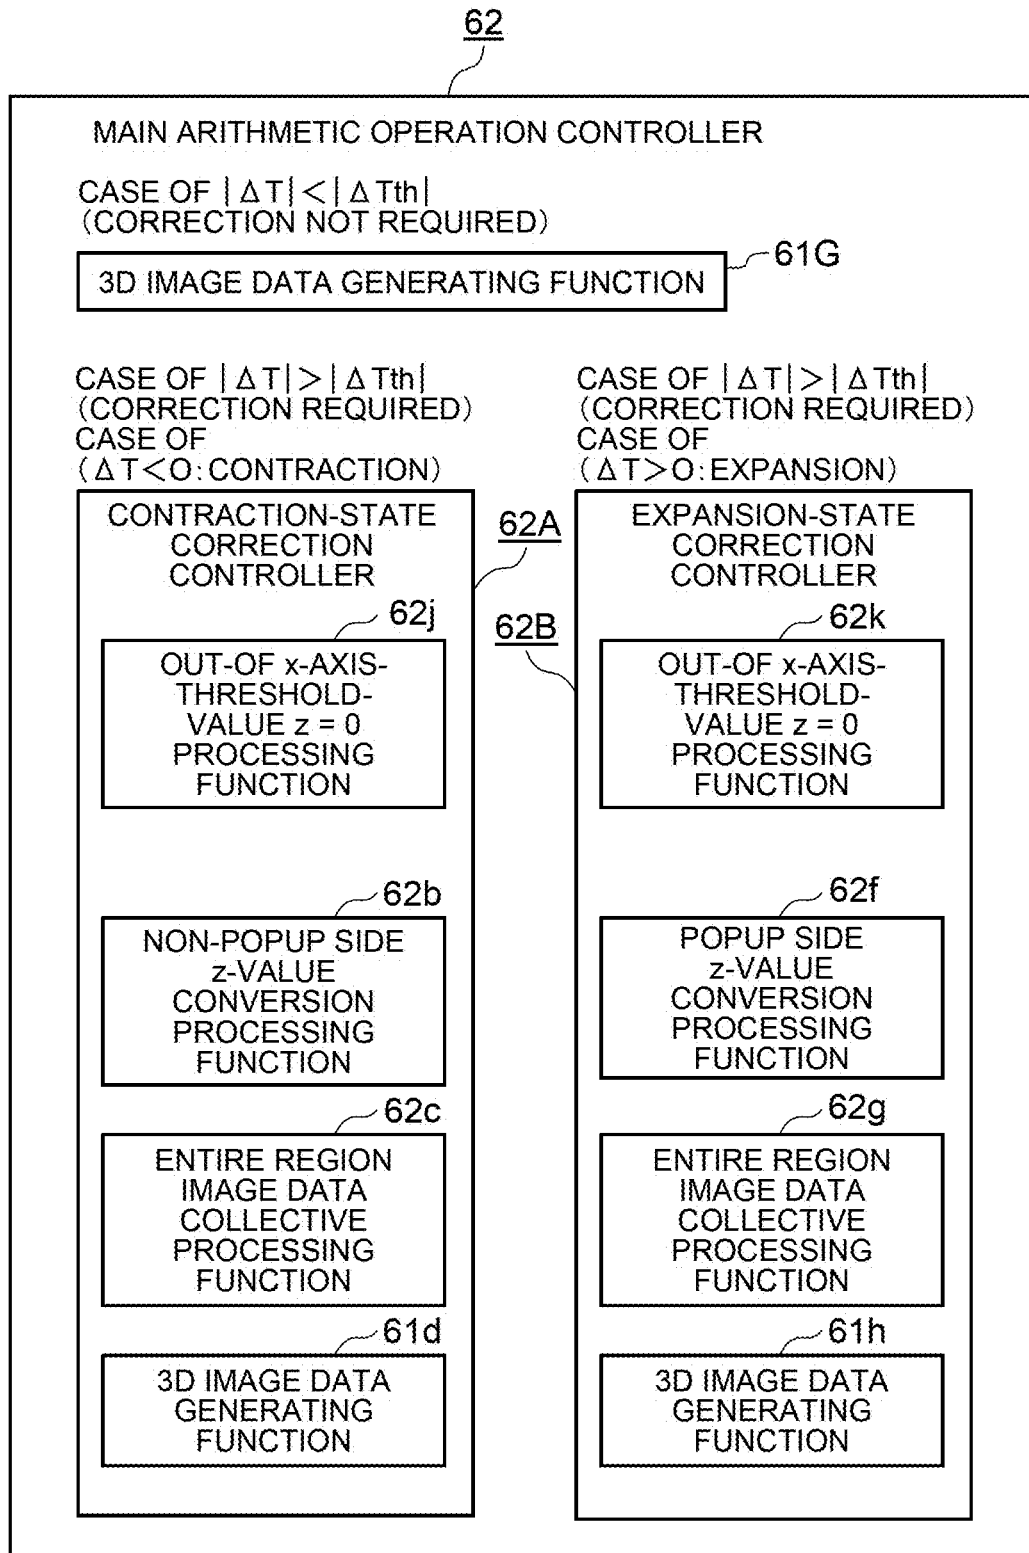 62
MAIN ARITHMETIC OPERATION CONTROLLER
CASE OF |ΔT|<|ΔTth|
(CORRECTION NOT REQUIRED)
61G
3D IMAGE DATA GENERATING FUNCTION
CASE OF |ΔT|>|ΔTth|
(CORRECTION REQUIRED)
CASE OF
(ΔT<0:CONTRACTION)
CONTRACTION-STATE
CORRECTION
CONTROLLER
62A
62j
OUT-OF x-AXIS-
THRESHOLD-
VALUE z = 0
PROCESSING
FUNCTION
62b
NON-POPUP SIDE
z-VALUE
CONVERSION
PROCESSING
FUNCTION
62c
ENTIRE REGION
IMAGE DATA
COLLECTIVE
PROCESSING
FUNCTION
61d
3D IMAGE DATA
GENERATING
FUNCTION
CASE OF |ΔT|>|ΔTth|
(CORRECTION REQUIRED)
CASE OF
(ΔT>0:EXPANSION)
EXPANSION-STATE
CORRECTION
CONTROLLER
62B
62k
OUT-OF x-AXIS-
THRESHOLD-
VALUE z = 0
PROCESSING
FUNCTION
62f
POPUP SIDE
z-VALUE
CONVERSION
PROCESSING
FUNCTION
62g
ENTIRE REGION
IMAGE DATA
COLLECTIVE
PROCESSING
FUNCTION
61h
3D IMAGE DATA
GENERATING
FUNCTION